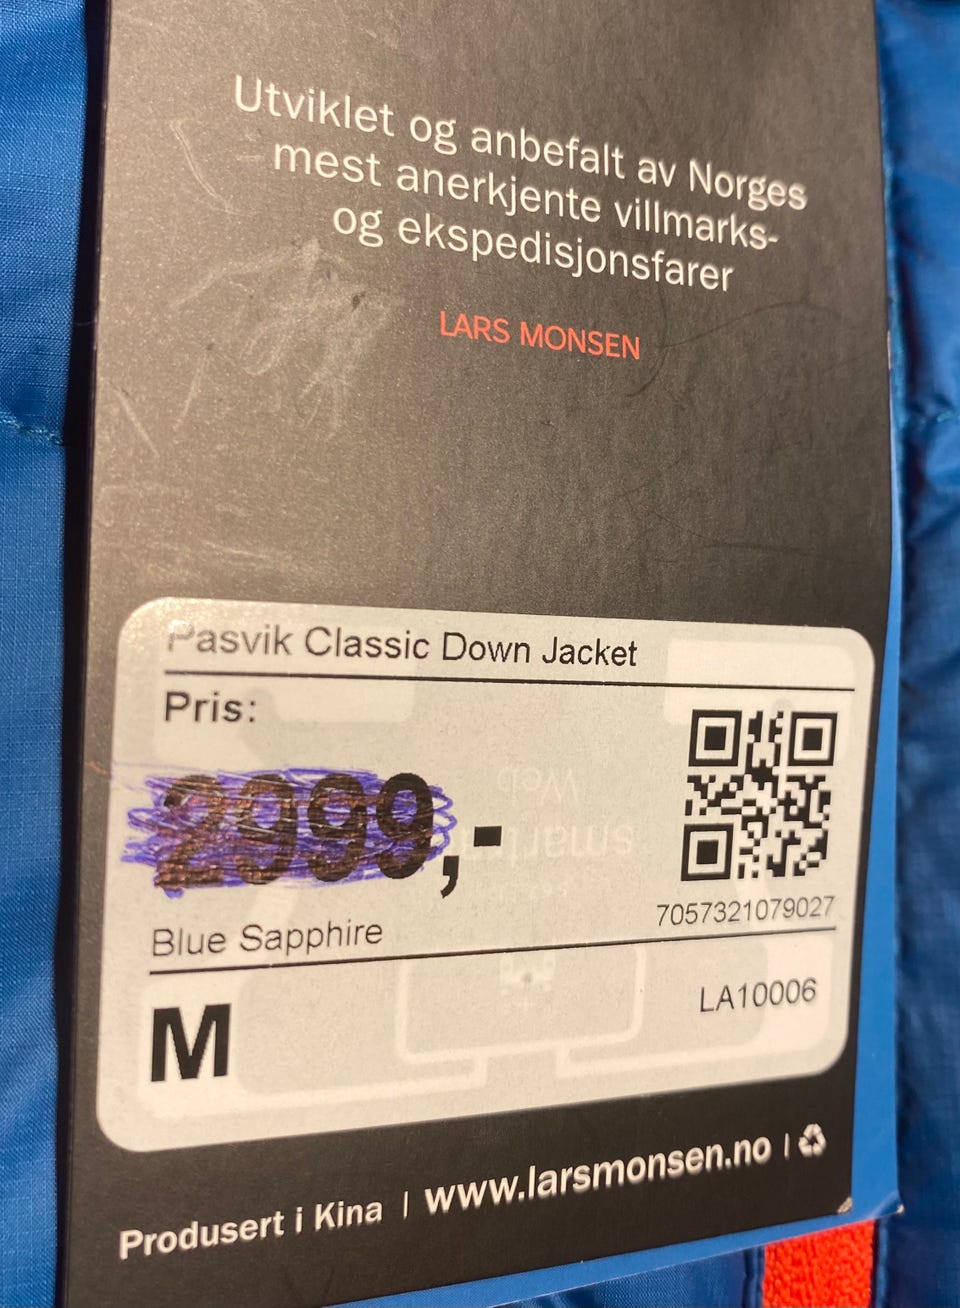 Utviklet og anbefalt av Norges
mest anerkjente villmarks-
og ekspedisjonsfarer
LARS MONSEN
Pasvik Classic Down Jacket
Pris:
2999,-
7057321079027
Blue Sapphire
LA10006
M
Produsert i Kina | www.larsmonsen.no |